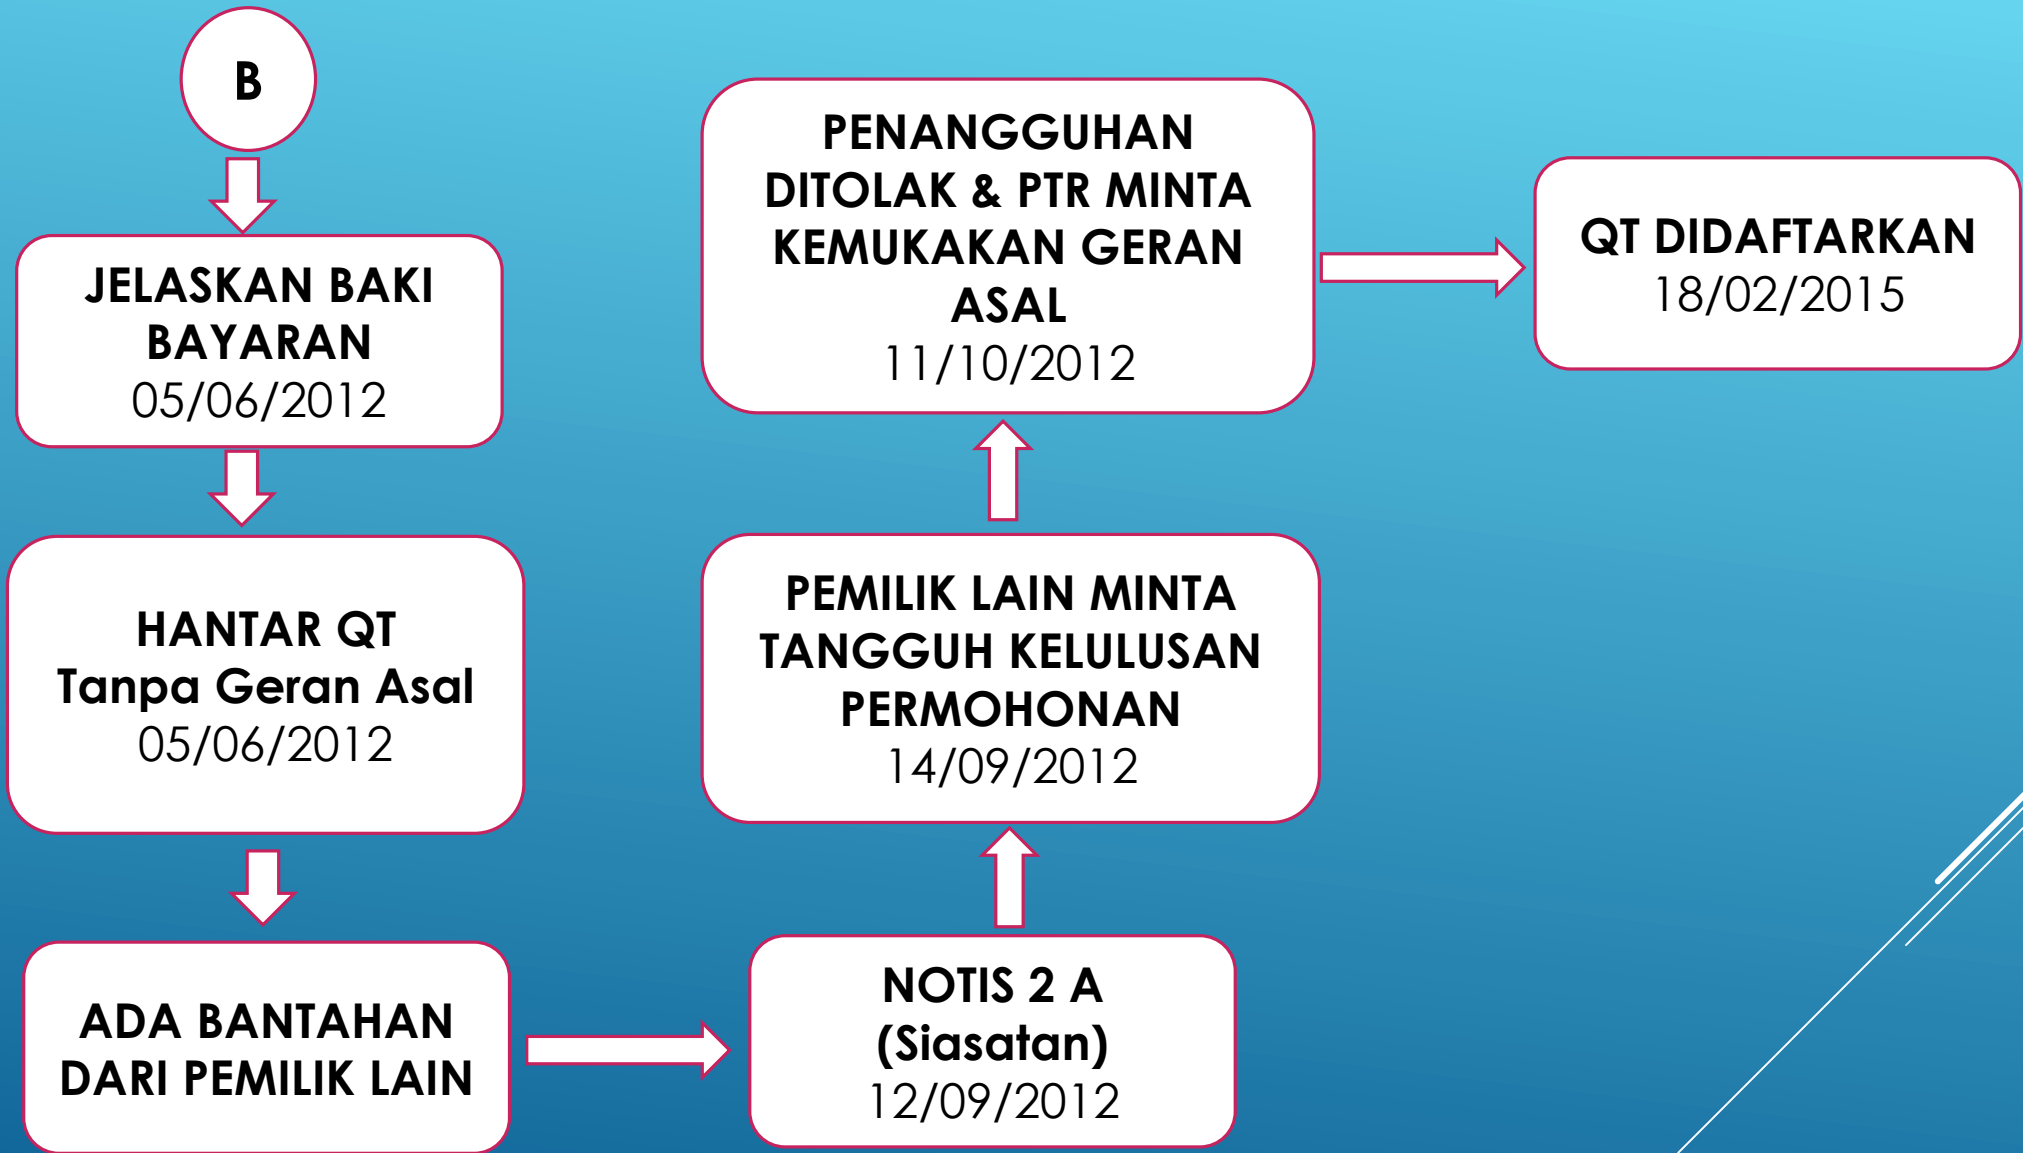 B
JELASKAN BAKI
BAYARAN
05/06/2012
HANTAR QT
Tanpa Geran Asal
05/06/2012
ADA BANTAHAN
DARI PEMILIK LAIN
NOTIS 2 A
(Siasatan)
12/09/2012
PEMILIK LAIN MINTA
TANGGUH KELULUSAN
PERMOHONAN
14/09/2012
PENANGGUHAN
DITOLAK & PTR MINTA
KEMUKAKAN GERAN
ASAL
11/10/2012
QT DIDAFTARKAN
18/02/2015